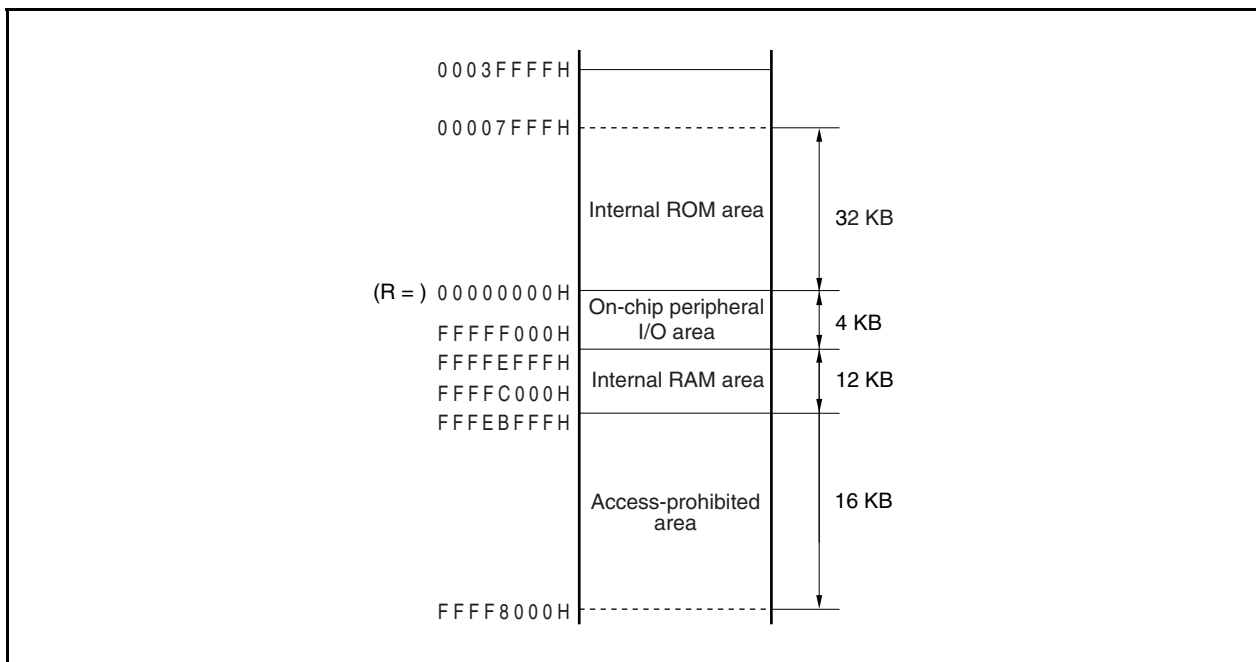 0003FFFFH
00007FFFH
Internal ROM area
32 KB
(R = ) 00000000H
On-chip peripheral
I/O area
4 KB
FFFFF000H
FFFFEFFFH
Internal RAM area
12 KB
FFFFC000H
FFFEBFFFH
Access-prohibited
area
16 KB
FFFF8000H